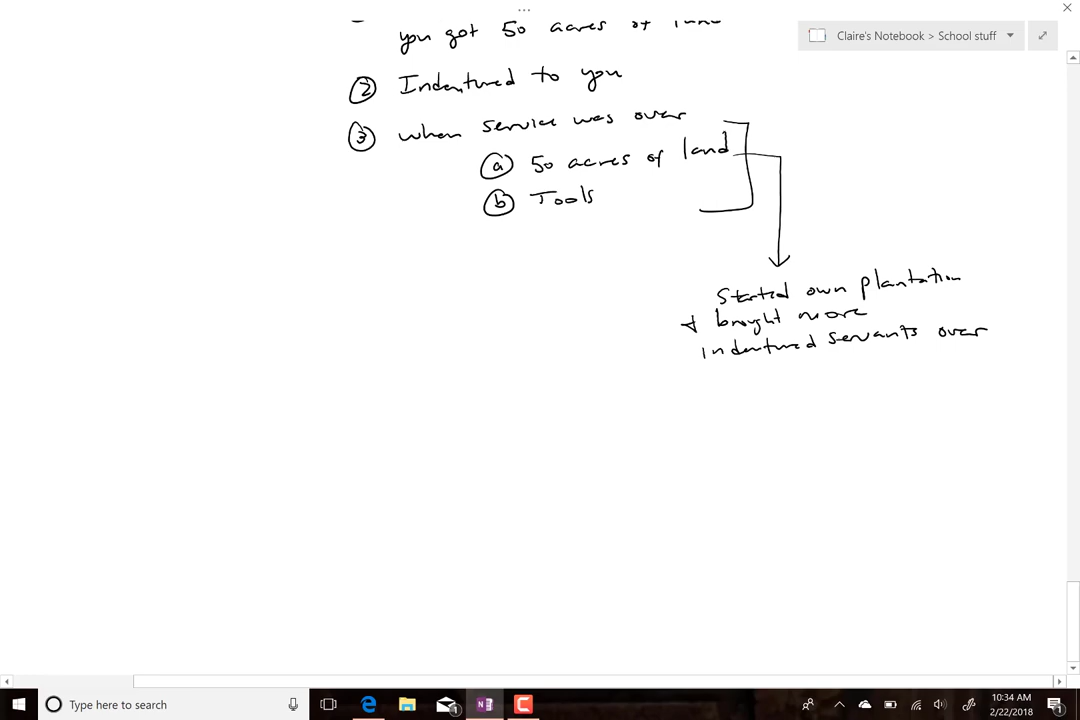 ...
Claire's Notebook > School stuff
you got 50 acres of land
② Indentured to you
③ when service was over
ⓐ 50 acres of land
ⓑ Tools
Started own plantation
+ brought more
indentured servants over
Type here to search
10:34 AM
2/22/2018